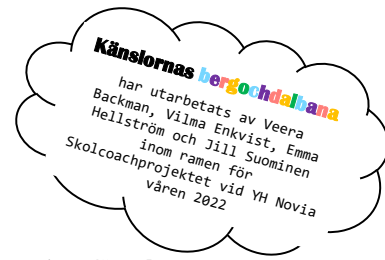 Känslornas bergochdalbana
har utarbetats av Veera
Backman, Vilma Enkvist, Emma
Hellström och Jill Suominen
inom ramen för
Skolcoachprojektet vid YH Novia
våren 2022